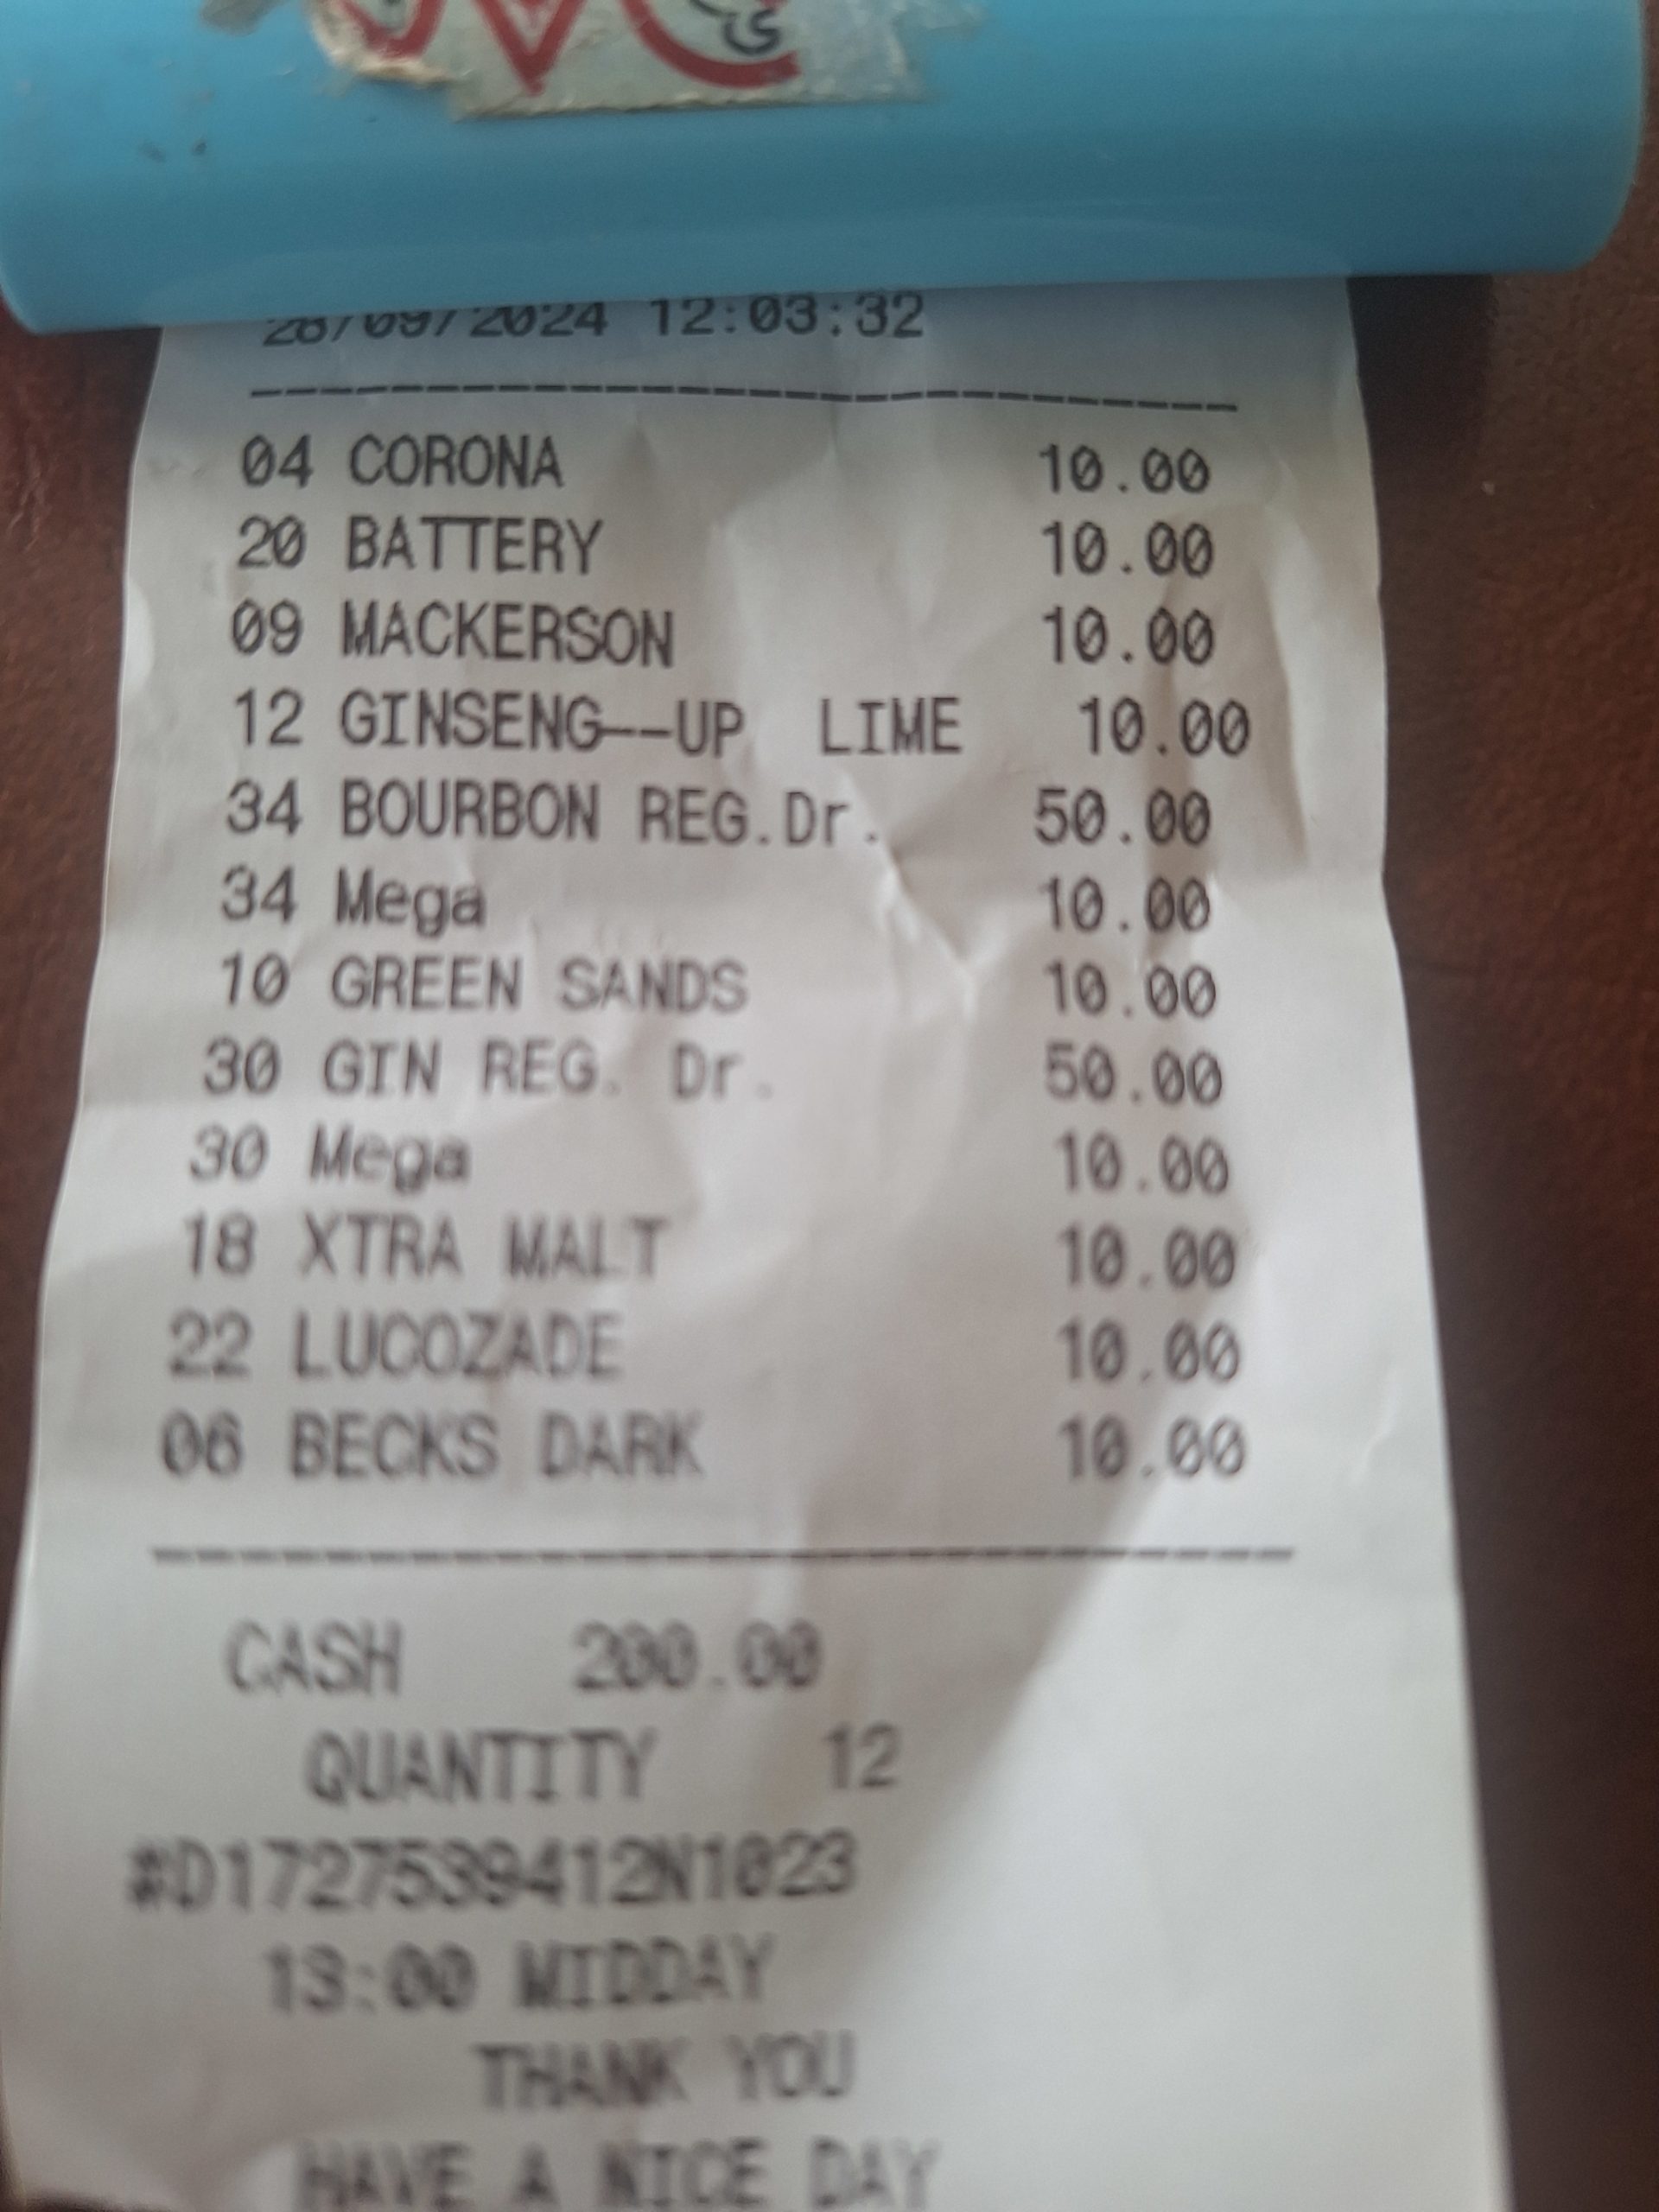 28/09/2024 12:03:32
04 CORONA 10.00
20 BATTERY 10.00
09 MACKERSON 10.00
12 GINSENG--UP LIME 10.00
34 BOURBON REG.Dr. 50.00
34 Mega 10.00
10 GREEN SANDS 10.00
30 GIN REG. Dr. 50.00
30 Mega 10.00
18 XTRA MALT 10.00
22 LUCOZADE 10.00
06 BECKS DARK 10.00
CASH 200.00
QUANTITY 12
#D1727539412N1023
13:00 MIDDAY
THANK YOU
HAVE A NICE DAY